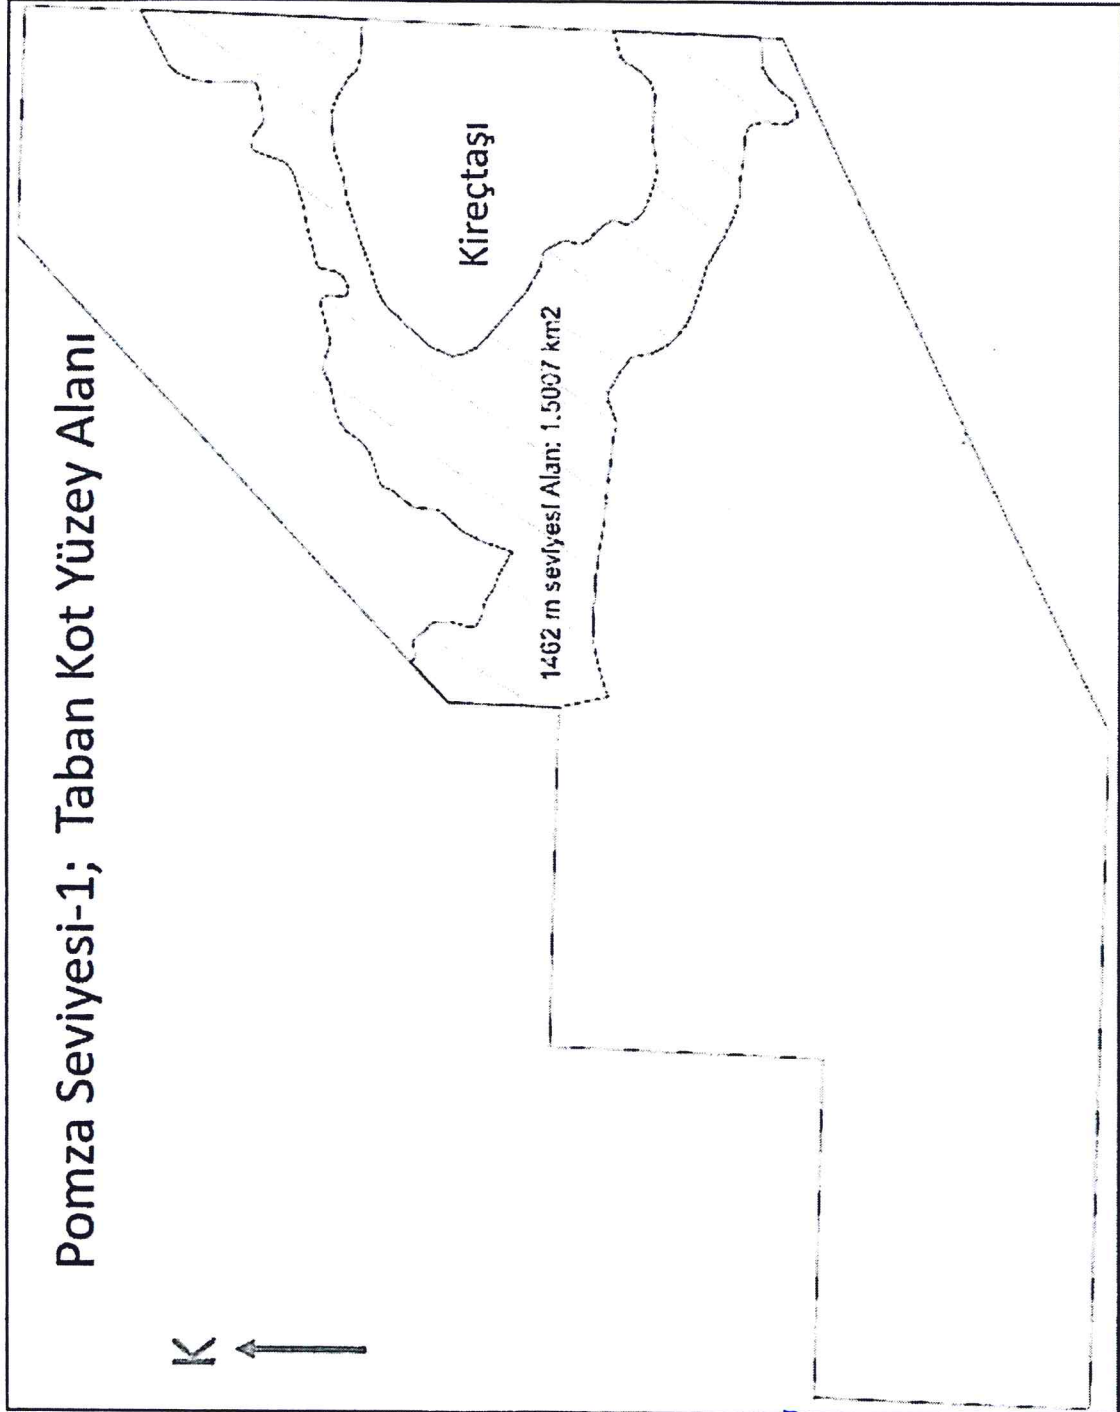 Pomza Seviyesi-1; Taban Kot Yüzey Alanı
K
Kireçtaşı
1462 m seviyesi Alan: 1.5007 km2